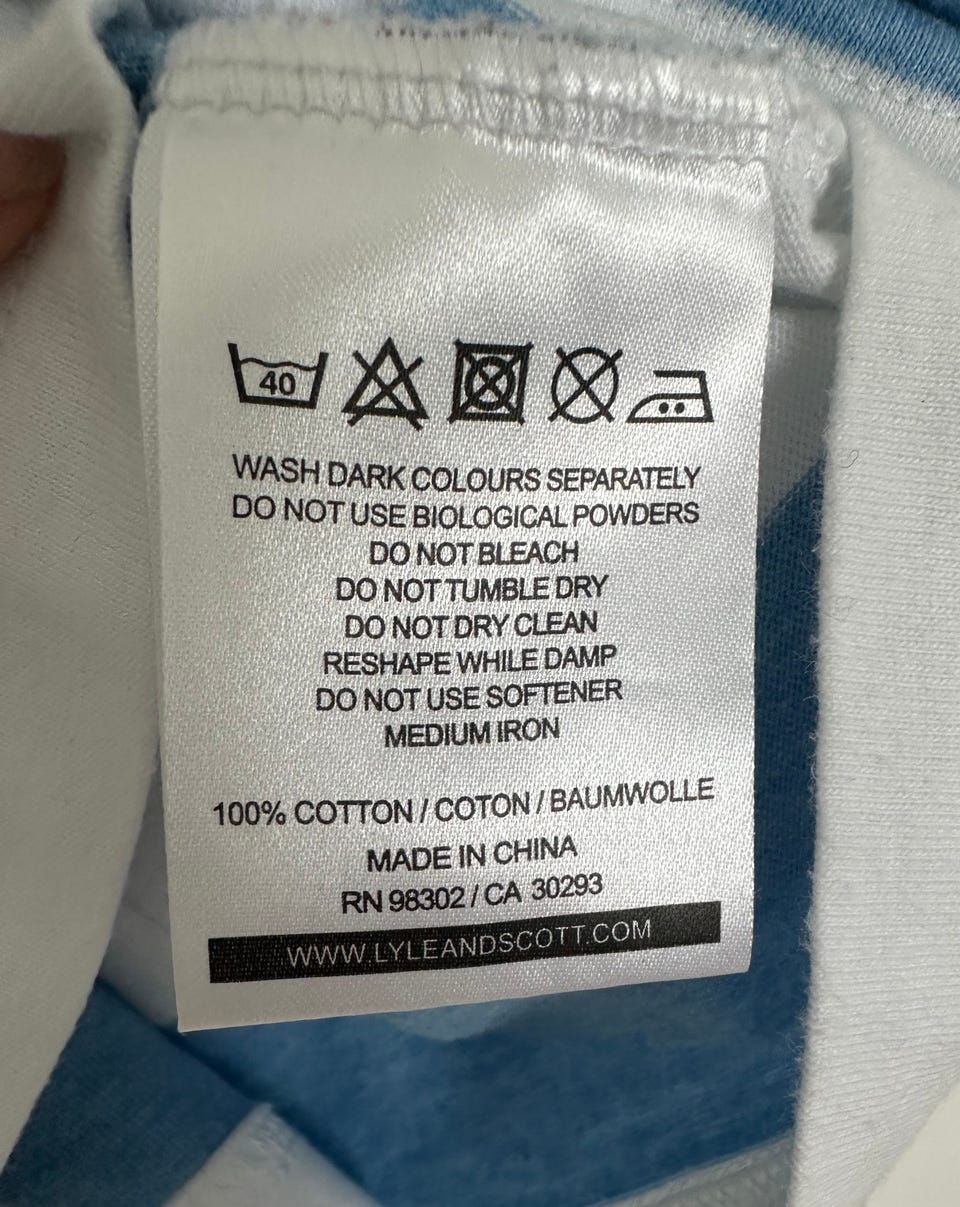 40
WASH DARK COLOURS SEPARATELY
DO NOT USE BIOLOGICAL POWDERS
DO NOT BLEACH
DO NOT TUMBLE DRY
DO NOT DRY CLEAN
RESHAPE WHILE DAMP
DO NOT USE SOFTENER
MEDIUM IRON
100% COTTON / COTON / BAUMWOLLE
MADE IN CHINA
RN 98302 / CA 30293
WWW.LYLEANDSCOTT.COM